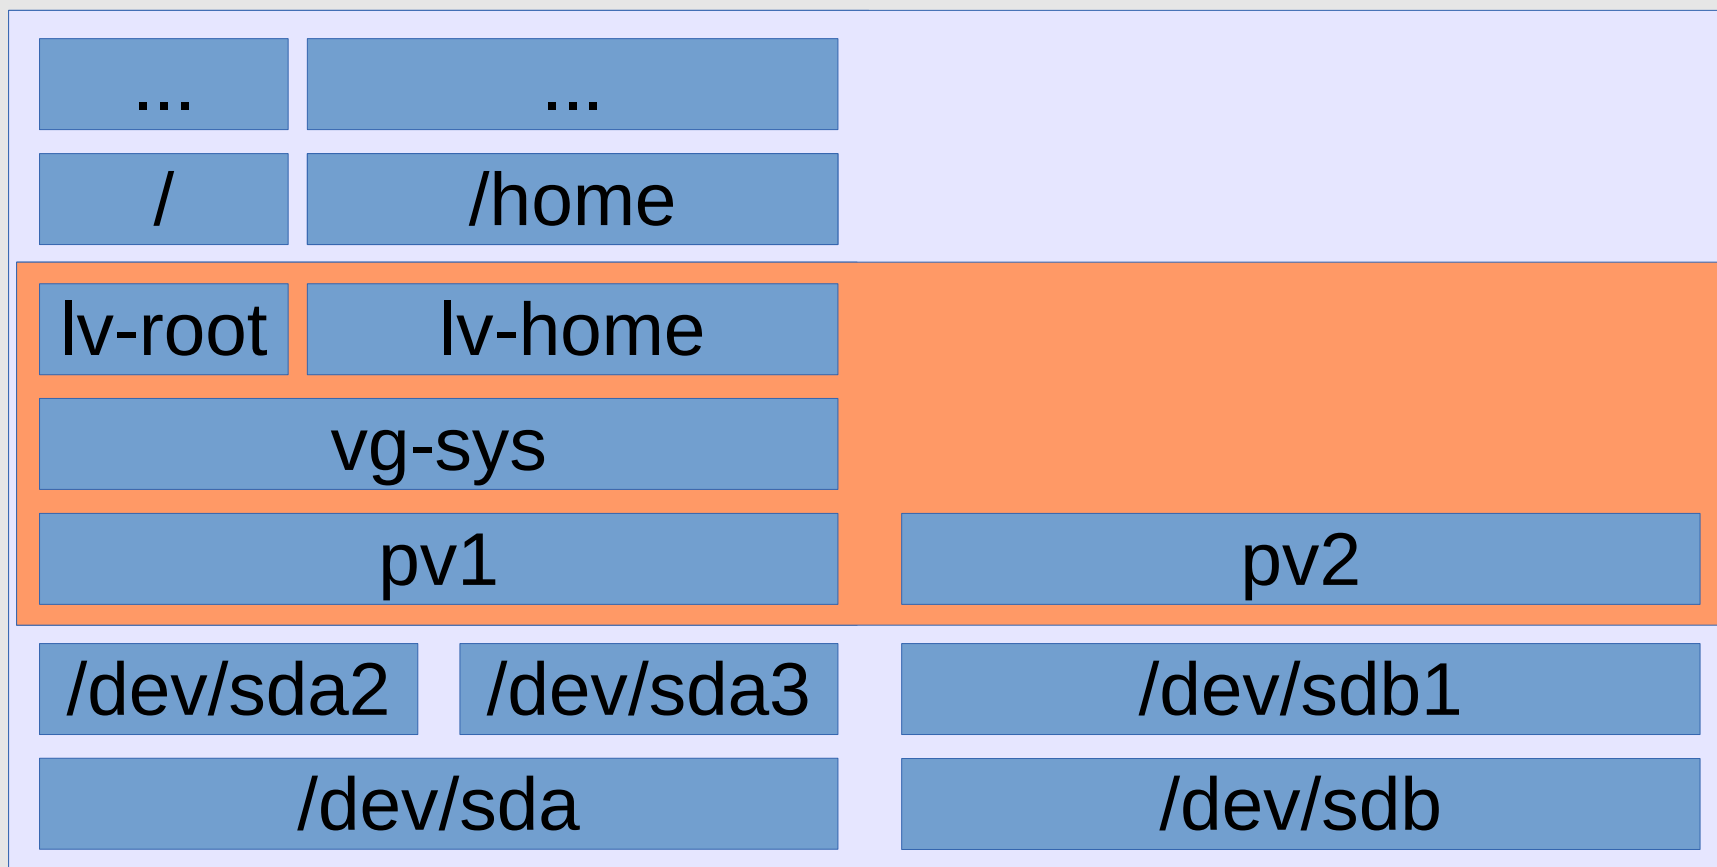 ... ...
/ /home
lv-root lv-home
vg-sys
pv1 pv2
/dev/sda2 /dev/sda3 /dev/sdb1
/dev/sda /dev/sdb